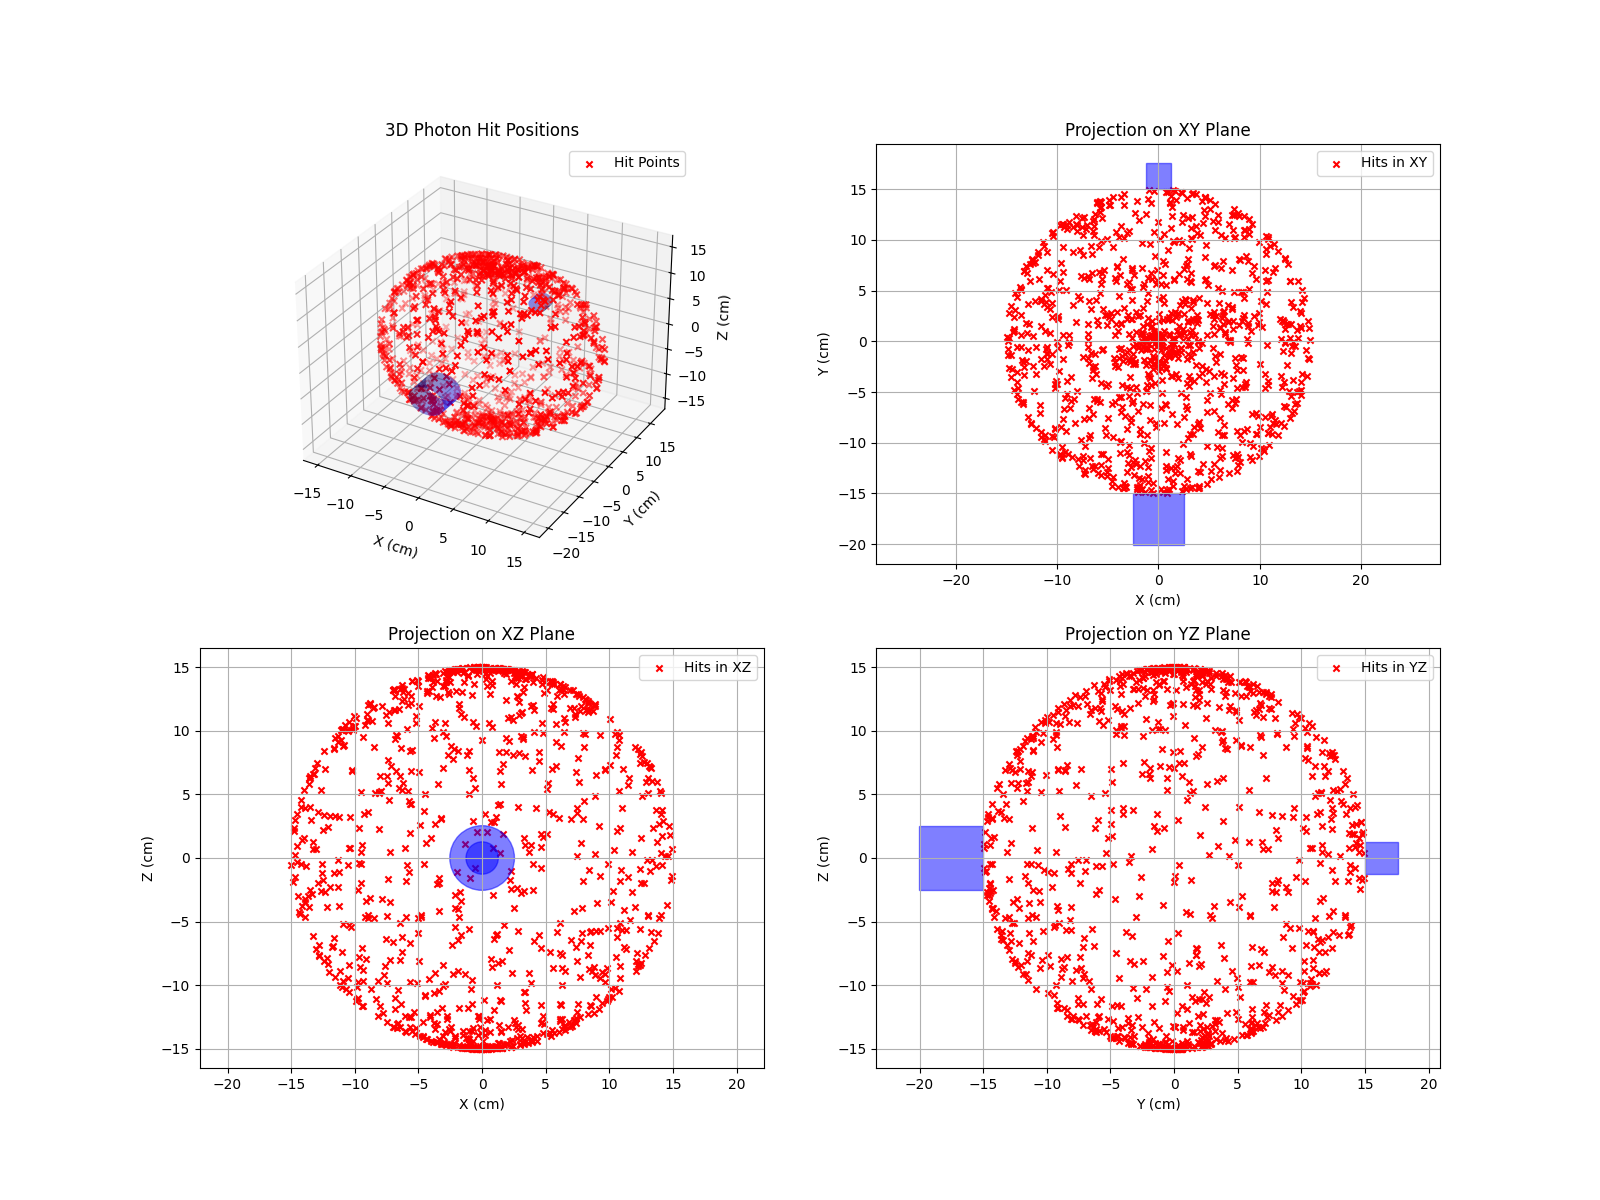 3D Photon Hit Positions
Hit Points
15
10
5
0
−5
−10
−15
Z (cm)
−15
−10
−5
0
5
10
15
X (cm)
−20
−15
−10
−5
0
5
10
15
Y (cm)
Projection on XY Plane
Hits in XY
15
10
5
0
−5
−10
−15
−20
Y (cm)
−20 −10 0 10 20
X (cm)
Projection on XZ Plane
Hits in XZ
15
10
5
0
−5
−10
−15
Z (cm)
−20 −15 −10 −5 0 5 10 15 20
X (cm)
Projection on YZ Plane
Hits in YZ
15
10
5
0
−5
−10
−15
Z (cm)
−20 −15 −10 −5 0 5 10 15 20
Y (cm)